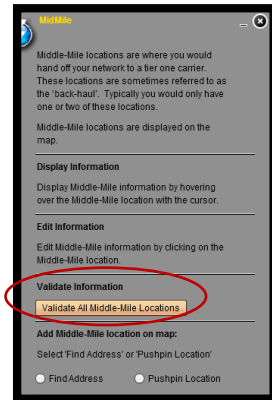 MidMile
Middle-Mile locations are where you would
hand off your network to a tier one carrier.
These locations are sometimes referred to as
the 'back-haul'. Typically you would only have
one or two of these locations.
Middle-Mile locations are displayed on the
map.
Display Information
Display Middle-Mile information by hovering
over the Middle-Mile location with the cursor.
Edit Information
Edit Middle-Mile information by clicking on the
Middle-Mile location.
Validate Information
Validate All Middle-Mile Locations
Add Middle-Mile location on map:
Select 'Find Address' or 'Pushpin Location'
Find Address Pushpin Location